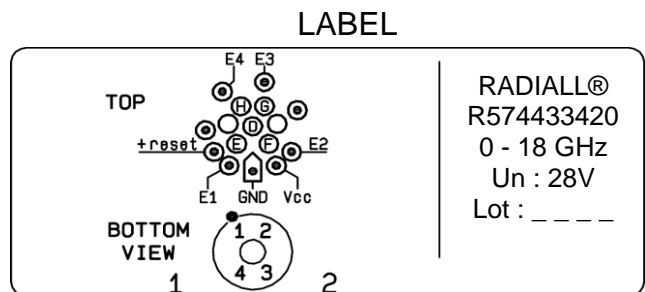 LABEL
E4 E3
TOP
H G
D
+reset E F E2
E1 GND Vcc
BOTTOM
VIEW
1 2
4 3
1 2
RADIALL®
R574433420
0 - 18 GHz
Un : 28V
Lot : _ _ _ _